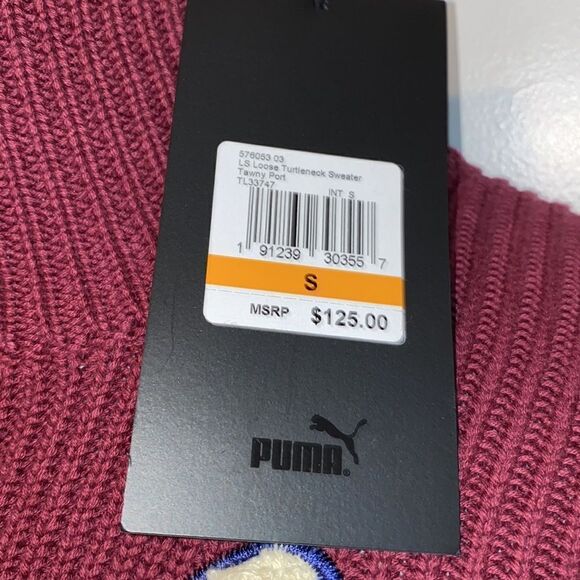 576053 03
LS Loose Turtleneck Sweater
Tawny Port
TL33747 INT S
1 91239 30355 7
S
MSRP $125.00
PUMA®